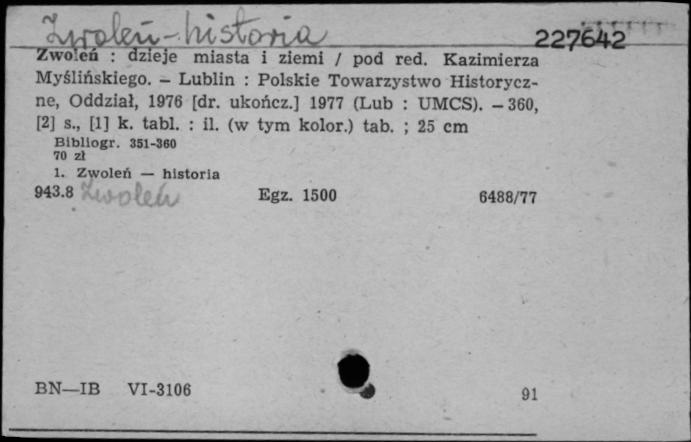 Zwoleń - historia
227642
Zwoleń : dzieje miasta i ziemi / pod red. Kazimierza
Myślińskiego. – Lublin : Polskie Towarzystwo Historycz-
ne, Oddział, 1976 [dr. ukończ.] 1977 (Lub : UMCS). – 360,
[2] s., [1] k. tabl. : il. (w tym kolor.) tab. ; 25 cm
Bibliogr. 351-360
70 zł
1. Zwoleń — historia
943.8 Zwoleń Egz. 1500 6488/77
BN—IB VI-3106 91